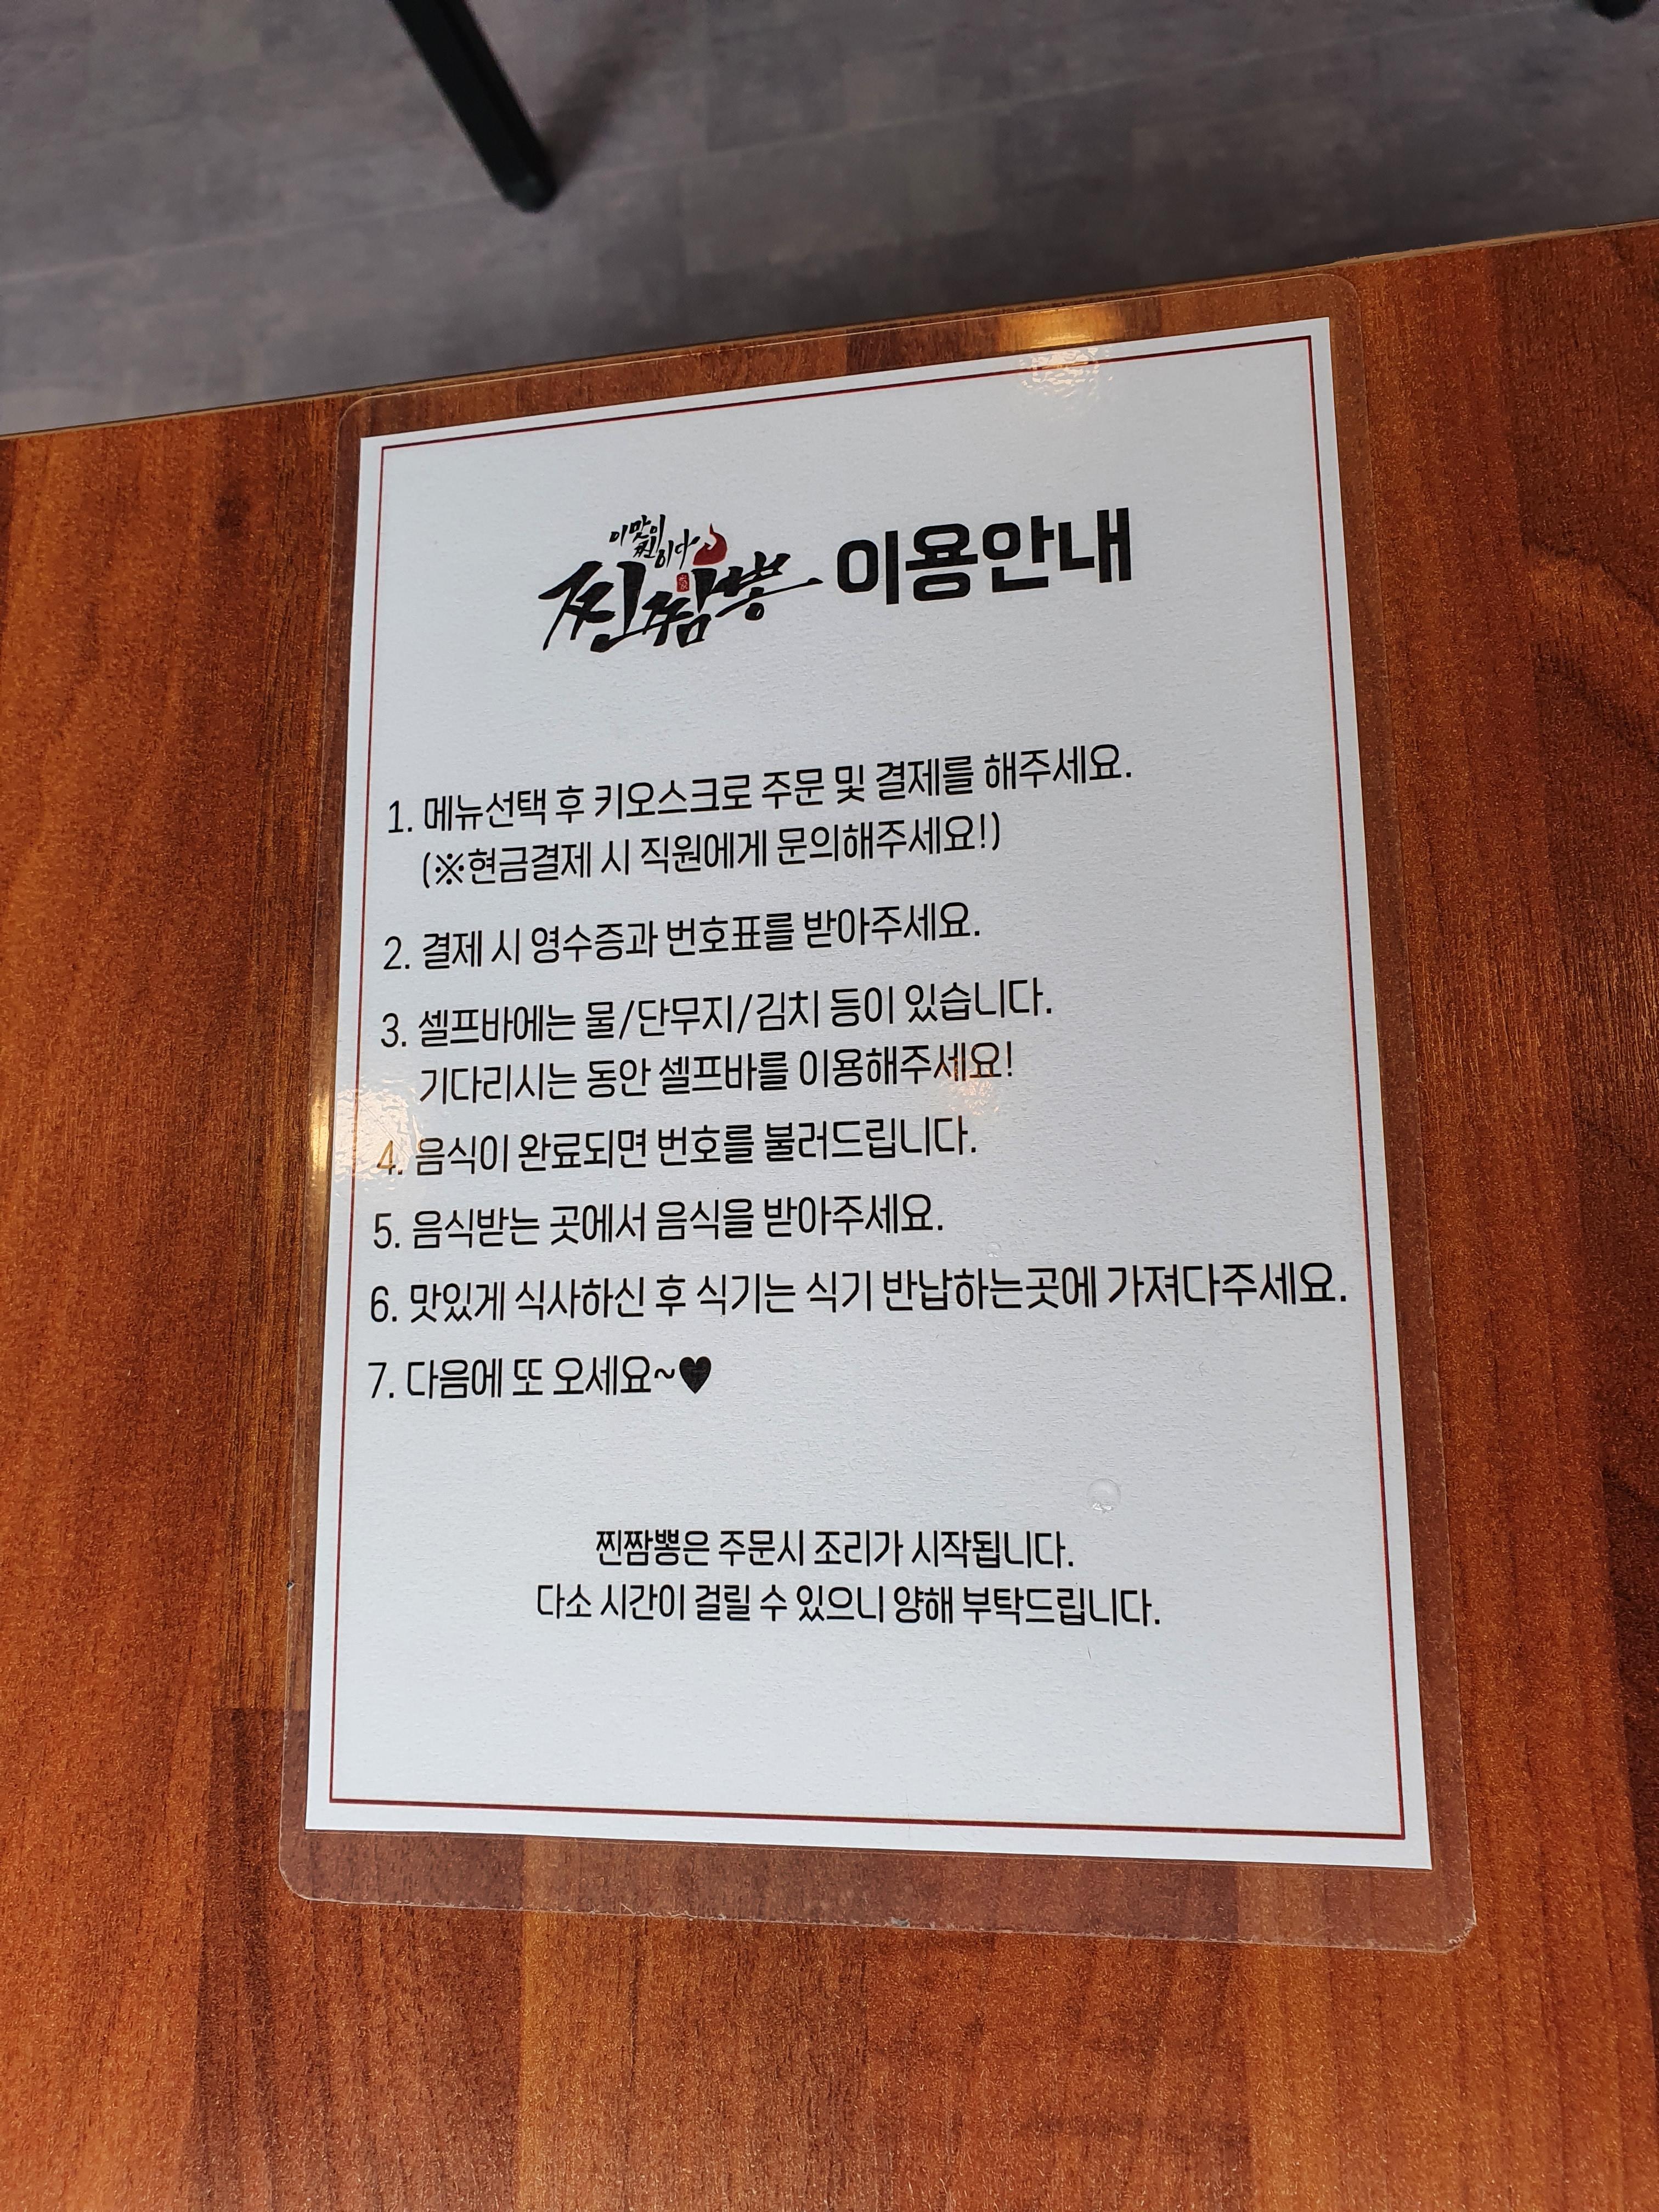 이맛이
찐이다
찐짬뽕 이용안내
1. 메뉴선택 후 키오스크로 주문 및 결제를 해주세요.
(※현금결제 시 직원에게 문의해주세요!)
2. 결제 시 영수증과 번호표를 받아주세요.
3. 셀프바에는 물/단무지/김치 등이 있습니다.
기다리시는 동안 셀프바를 이용해주세요!
4. 음식이 완료되면 번호를 불러드립니다.
5. 음식받는 곳에서 음식을 받아주세요.
6. 맛있게 식사하신 후 식기는 식기 반납하는곳에 가져다주세요.
7. 다음에 또 오세요~♥
찐짬뽕은 주문시 조리가 시작됩니다.
다소 시간이 걸릴 수 있으니 양해 부탁드립니다.